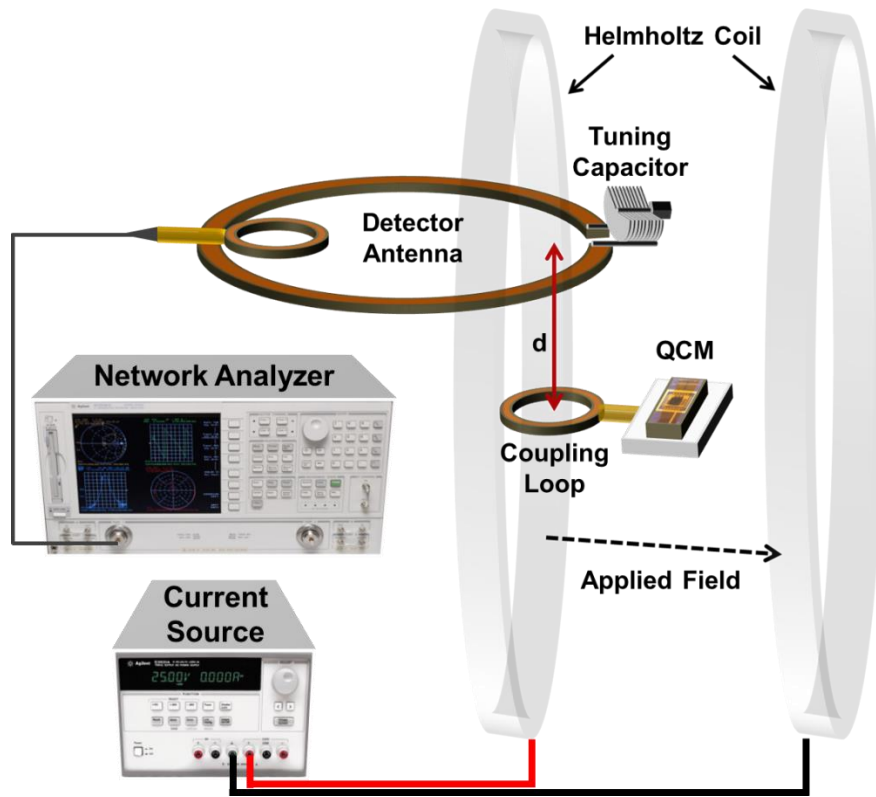 Helmholtz Coil
Tuning
Capacitor
Detector
Antenna
d
QCM
Network Analyzer
Coupling
Loop
Applied Field
Current
Source
Agilent
25.00V 0.000A